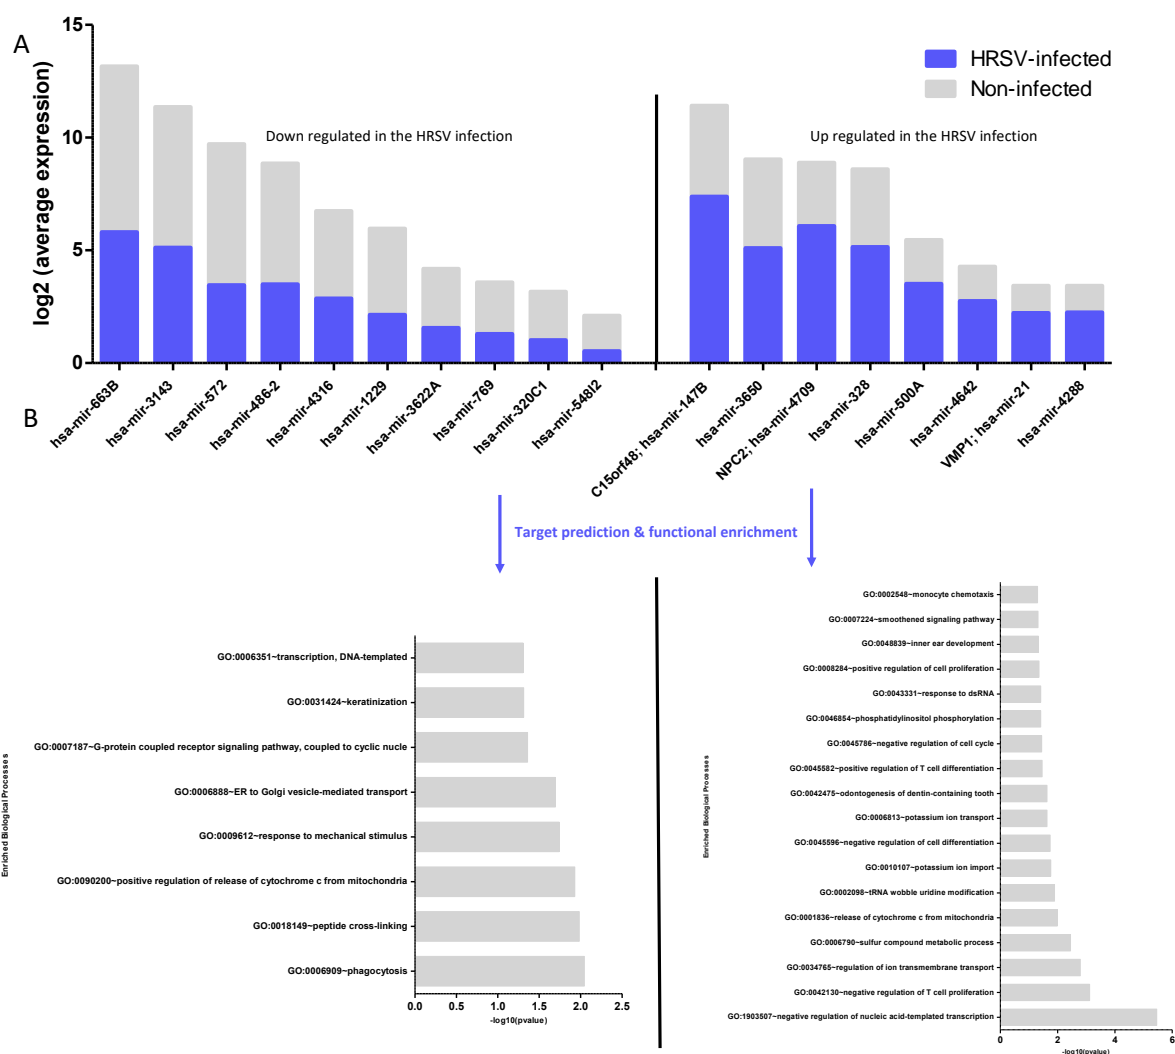 A
15
10
5
0
log2 (average expression)
HRSV-infected
Non-infected
Down regulated in the HRSV infection
Up regulated in the HRSV infection
hsa-mir-663B
hsa-mir-3143
hsa-mir-572
hsa-mir-486-2
hsa-mir-4316
hsa-mir-1229
hsa-mir-3622A
hsa-mir-769
hsa-mir-320C1
hsa-mir-548I2
C15orf48; hsa-mir-147B
hsa-mir-3650
NPC2; hsa-mir-4709
hsa-mir-328
hsa-mir-500A
hsa-mir-4642
VMP1; hsa-mir-21
hsa-mir-4288
B
Target prediction & functional enrichment
Enriched Biological Processes
GO:0006351~transcription, DNA-templated
GO:0031424~keratinization
GO:0007187~G-protein coupled receptor signaling pathway, coupled to cyclic nucle
GO:0006888~ER to Golgi vesicle-mediated transport
GO:0009612~response to mechanical stimulus
GO:0090200~positive regulation of release of cytochrome c from mitochondria
GO:0018149~peptide cross-linking
GO:0006909~phagocytosis
0.0 0.5 1.0 1.5 2.0 2.5
-log10(pvalue)
Enriched Biological Processes
GO:0002548~monocyte chemotaxis
GO:0007224~smoothened signaling pathway
GO:0048839~inner ear development
GO:0008284~positive regulation of cell proliferation
GO:0043331~response to dsRNA
GO:0046854~phosphatidylinositol phosphorylation
GO:0045786~negative regulation of cell cycle
GO:0045582~positive regulation of T cell differentiation
GO:0042475~odontogenesis of dentin-containing tooth
GO:0006813~potassium ion transport
GO:0045596~negative regulation of cell differentiation
GO:0010107~potassium ion import
GO:0002098~tRNA wobble uridine modification
GO:0001836~release of cytochrome c from mitochondria
GO:0006790~sulfur compound metabolic process
GO:0034765~regulation of ion transmembrane transport
GO:0042130~negative regulation of T cell proliferation
GO:1903507~negative regulation of nucleic acid-templated transcription
0 2 4 6
-log10(pvalue)